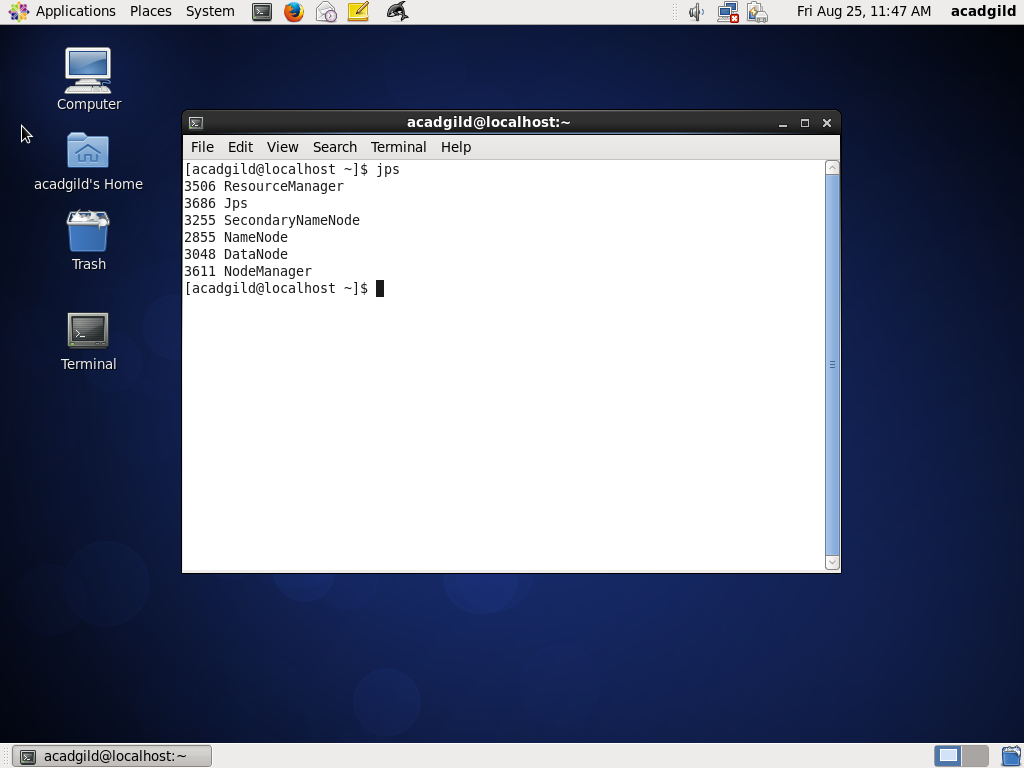 Applications Places System
Fri Aug 25, 11:47 AM acadgild
Computer
acadgild's Home
Trash
Terminal
acadgild@localhost:~
File Edit View Search Terminal Help
[acadgild@localhost ~]$ jps
3506 ResourceManager
3686 Jps
3255 SecondaryNameNode
2855 NameNode
3048 DataNode
3611 NodeManager
[acadgild@localhost ~]$
acadgild@localhost:~